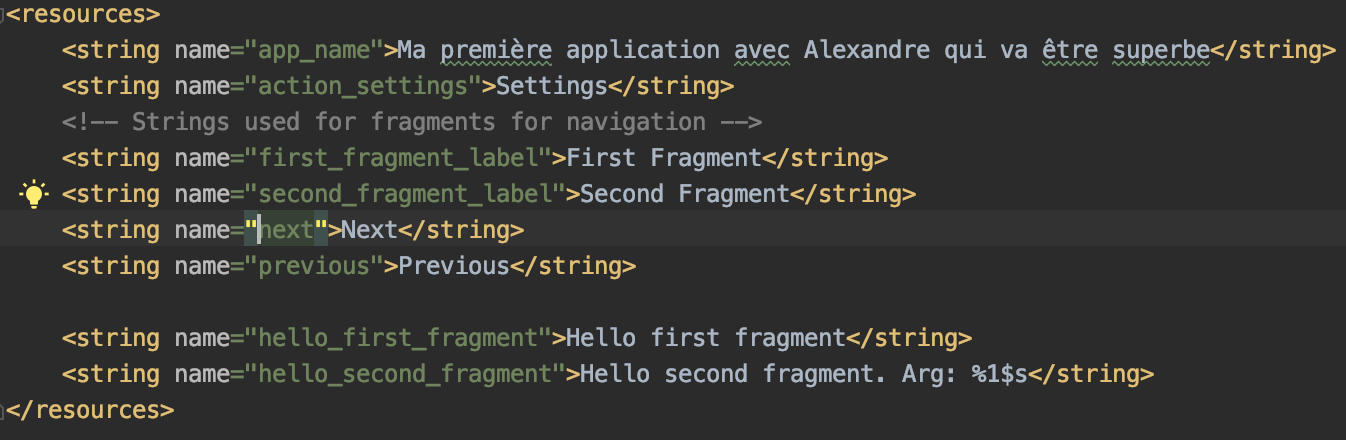 <resources>
<string name="app_name">Ma première application avec Alexandre qui va être superbe</string>
<string name="action_settings">Settings</string>
<!-- Strings used for fragments for navigation -->
<string name="first_fragment_label">First Fragment</string>
<string name="second_fragment_label">Second Fragment</string>
<string name="next">Next</string>
<string name="previous">Previous</string>
<string name="hello_first_fragment">Hello first fragment</string>
<string name="hello_second_fragment">Hello second fragment. Arg: %1$s</string>
</resources>